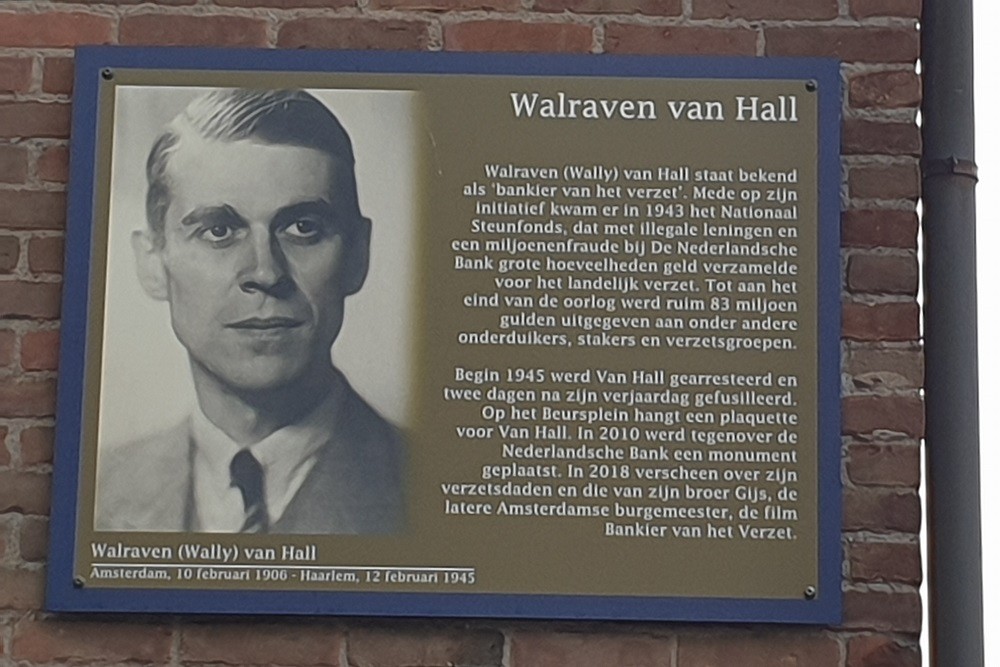 Walraven van Hall
Walraven (Wally) van Hall staat bekend
als 'bankier van het verzet'. Mede op zijn
initiatief kwam er in 1943 het Nationaal
Steunfonds, dat met illegale leningen en
een miljoenenfraude bij De Nederlandsche
Bank grote hoeveelheden geld verzamelde
voor het landelijk verzet. Tot aan het
eind van de oorlog werd ruim 83 miljoen
gulden uitgegeven aan onder andere
onderduikers, stakers en verzetsgroepen.
Begin 1945 werd Van Hall gearresteerd en
twee dagen na zijn verjaardag gefusilleerd.
Op het Beursplein hangt een plaquette
voor Van Hall. In 2010 werd tegenover de
Nederlandsche Bank een monument
geplaatst. In 2018 verscheen over zijn
verzetsdaden en die van zijn broer Gijs, de
latere Amsterdamse burgemeester, de film
Bankier van het Verzet.
Walraven (Wally) van Hall
Amsterdam, 10 februari 1906 - Haarlem, 12 februari 1945